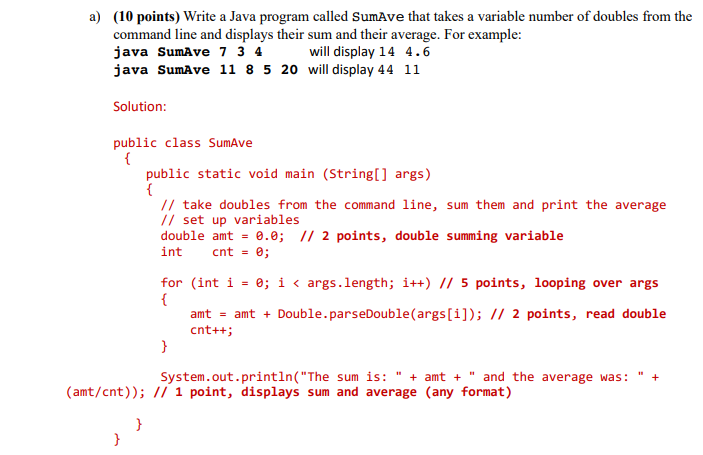 a) (10 points) Write a Java program called SumAve that takes a variable number of doubles from the
command line and displays their sum and their average. For example:
java SumAve 7 3 4 will display 14 4.6
java SumAve 11 8 5 20 will display 44 11
Solution:
public class SumAve
{
public static void main (String[] args)
{
// take doubles from the command line, sum them and print the average
// set up variables
double amt = 0.0; // 2 points, double summing variable
int cnt = 0;
for (int i = 0; i < args.length; i++) // 5 points, looping over args
{
amt = amt + Double.parseDouble(args[i]); // 2 points, read double
cnt++;
}
System.out.println("The sum is: " + amt + " and the average was: " +
(amt/cnt)); // 1 point, displays sum and average (any format)
}
}